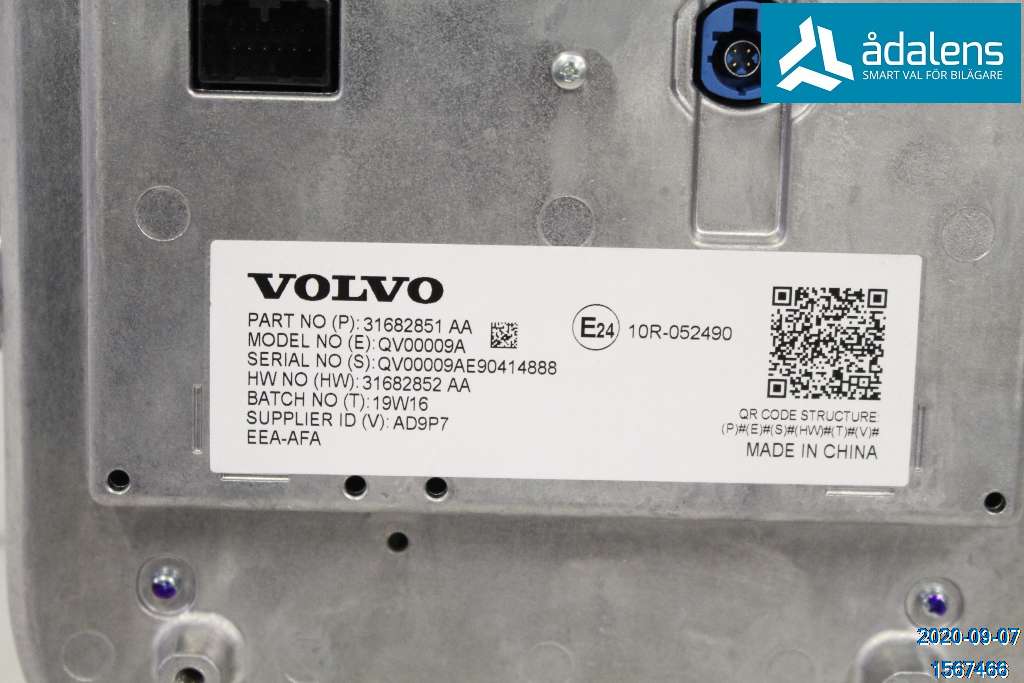 ådalens
SMART VAL FÖR BILÄGARE
VOLVO
PART NO (P): 31682851 AA
MODEL NO (E): QV00009A
SERIAL NO (S): QV00009AE90414888
HW NO (HW): 31682852 AA
BATCH NO (T): 19W16
SUPPLIER ID (V): AD9P7
EEA-AFA
E24 10R-052490
QR CODE STRUCTURE:
(P)#(E)#(S)#(HW)#(T)#(V)#
MADE IN CHINA
2020-09-07
1567466